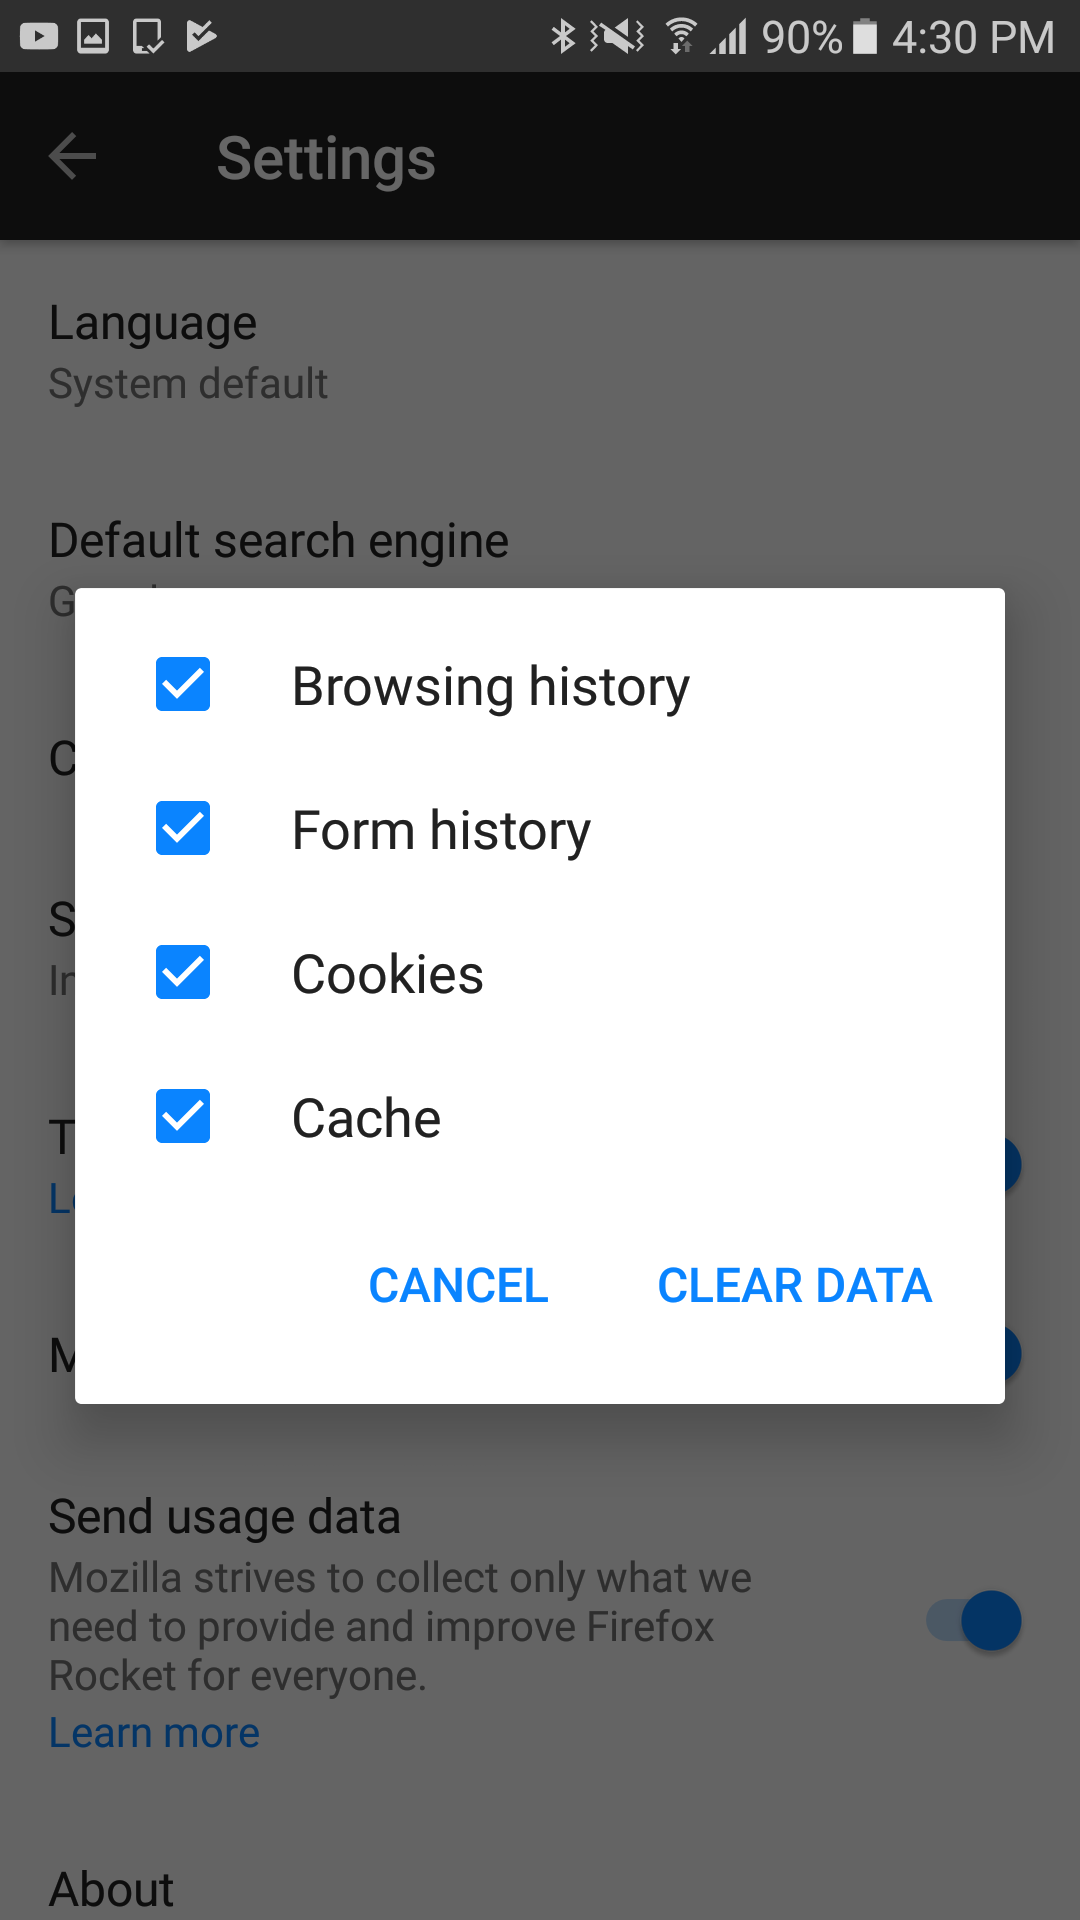 90% 4:30 PM
Settings
Language
System default
Default search engine
Browsing history
Form history
Cookies
Cache
CANCEL CLEAR DATA
Send usage data
Mozilla strives to collect only what we
need to provide and improve Firefox
Rocket for everyone.
Learn more
About